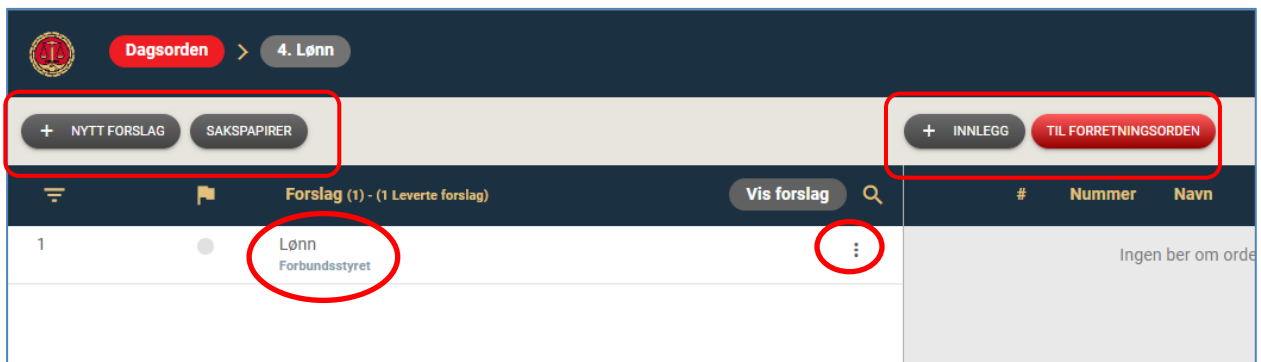 Dagsorden > 4. Lønn
+ NYTT FORSLAG SAKSPAPIRER + INNLEGG TIL FORRETNINGSORDEN
Forslag (1) - (1 Leverte forslag) Vis forslag # Nummer Navn
1 Lønn
Forbundsstyret
Ingen ber om orde